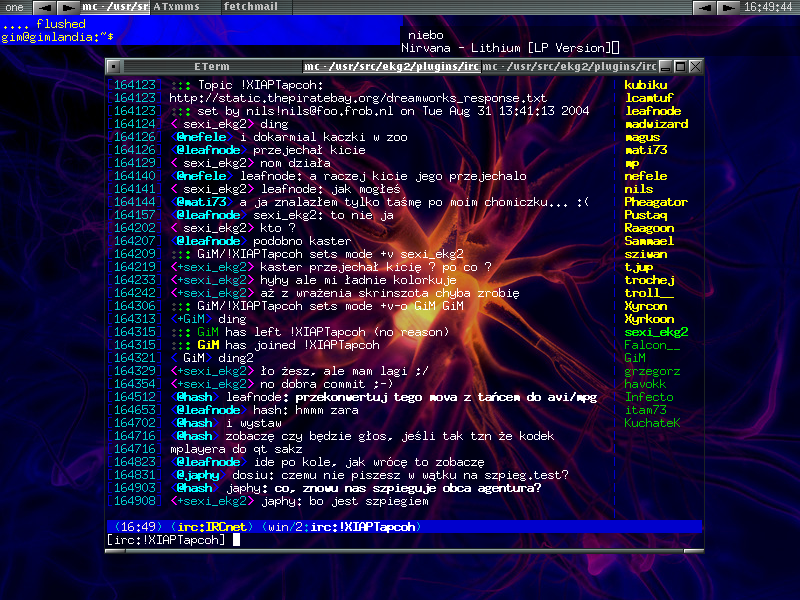 one mc -/usr/sr ATxmms fetchmail 16:49:44
.... flushed
gim@gimlandia:~$
niebo
Nirvana - Lithium [LP Version][]
ETerm mc -/usr/src/ekg2/plugins/irc mc -/usr/src/ekg2/plugins/irc
164123 ::: Topic !XIAPTapcoh:
http://static.thepiratebay.org/dreamworks_response.txt
164123 ::: set by nils!nils@foo.frob.nl on Tue Aug 31 13:41:13 2004
164124 < sexi_ekg2> ding
164126 <@nefele> i dokarmial kaczki w zoo
164126 <@leafnode> przejechał kicie
164129 < sexi_ekg2> nom działa
164140 <@nefele> leafnode: a raczej kicie jego przejechalo
164141 < sexi_ekg2> leafnode: jak mogłeś
164144 <@mati73> a ja znalazłem tylko taśmę po moim chomiczku... :(
164157 <@leafnode> sexi_ekg2: to nie ja
164202 < sexi_ekg2> kto ?
164207 <@leafnode> podobno kaster
164209 ::: GiM/!XIAPTapcoh sets mode +v sexi_ekg2
164219 <+sexi_ekg2> kaster przejechał kicię ? po co ?
164233 <+sexi_ekg2> hyhy ale mi ładnie kolorkuje
164242 <+sexi_ekg2> aż z wrażenia skrinszota chyba zrobię
164306 ::: GiM/!XIAPTapcoh sets mode +v-o GiM GiM
164313 <+GiM> ding
164315 ::: GiM has left !XIAPTapcoh (no reason)
164315 ::: GiM has joined !XIAPTapcoh
164321 < GiM> ding2
164329 <+sexi_ekg2> ło żesz, ale mam lagi :/
164354 <+sexi_ekg2> no dobra commit ;-)
164512 <@hash> leafnode: przekonwertuj tego mova z tańcem do avi/mpg
164653 <@leafnode> hash: hmmm zara
164702 <@hash> i wystaw
164716 <@hash> zobaczę czy będzie głos, jeśli tak tzn że kodek
164716 mplayera do qt sakz
164823 <@leafnode> ide po kole, jak wrócę to zobaczę
164831 <@japhy> dosiu: czemu nie piszesz w wątku na szpieg.test?
164903 <@hash> japhy: co, znowu nas szpieguje obca agentura?
164908 <+sexi_ekg2> japhy: bo jest szpiegiem
kubiku
lcamtuf
leafnode
madwizard
magus
mati73
mp
nefele
nils
Pheagator
Pustaq
Raagoon
Sammael
sziwan
tjup
trochej
troll__
Xyrcon
Xyrkoon
sexi_ekg2
Falcon__
GiM
grzegorz
havokk
Infecto
itam73
KuchateK
(16:49) (irc:IRCnet) (win/2:irc:!XIAPTapcoh)
[irc:!XIAPTapcoh]